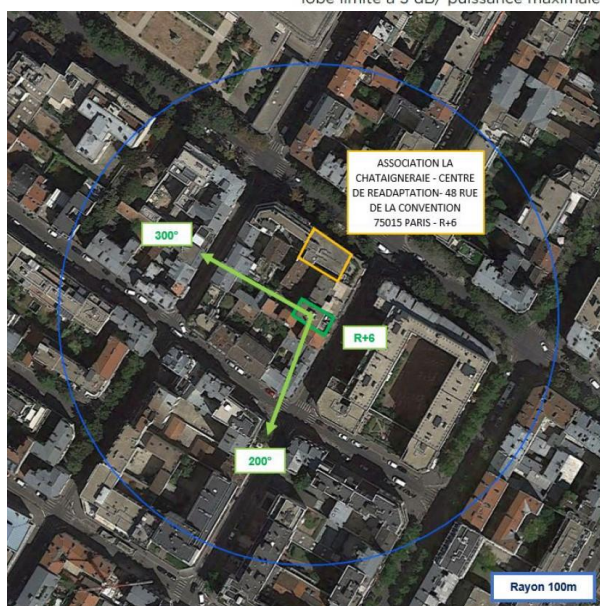 lobe limité à 3 dB/ puissance maximale
ASSOCIATION LA
CHATAIGNERAIE - CENTRE
DE READAPTATION- 48 RUE
DE LA CONVENTION
75015 PARIS - R+6
300°
R+6
200°
Rayon 100m